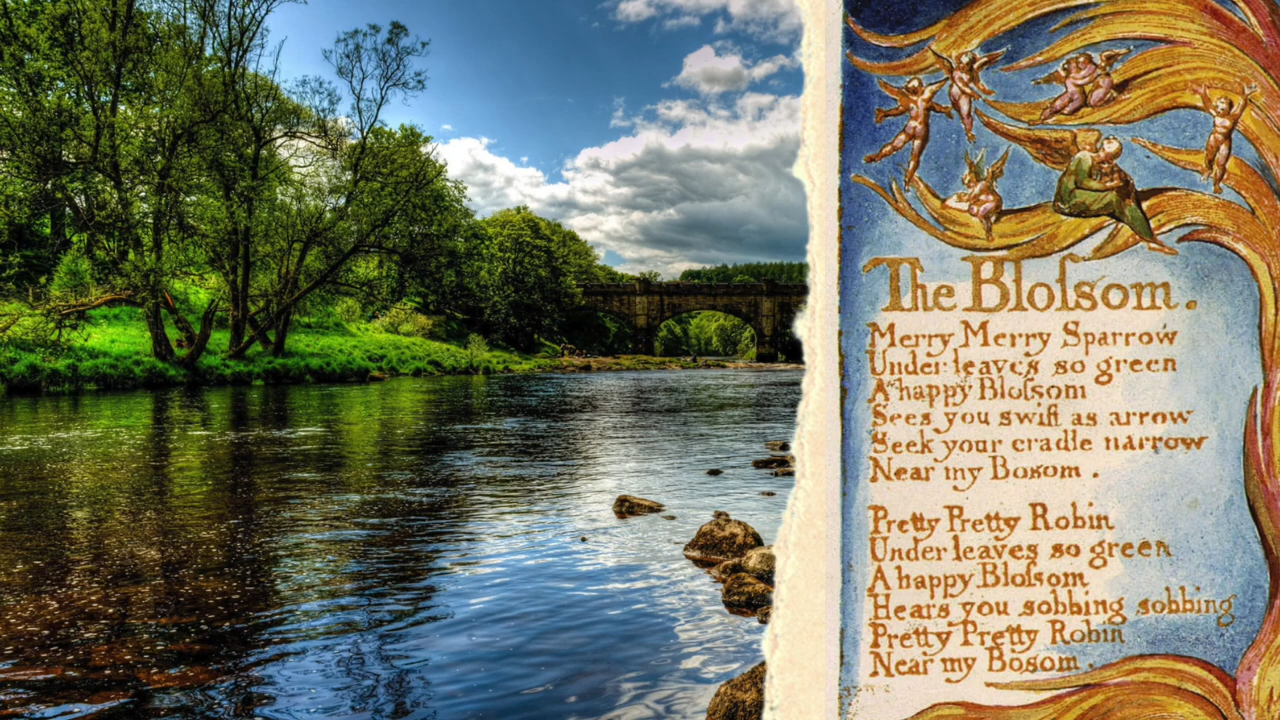 The Bloſsom.
Merry Merry Sparrow
Under leaves so green
A happy Bloſsom
Sees you swift as arrow
Seek your cradle narrow
Near my Bosom.
Pretty Pretty Robin
Under leaves so green
A happy Bloſsom
Hears you sobbing sobbing
Pretty Pretty Robin
Near my Bosom.